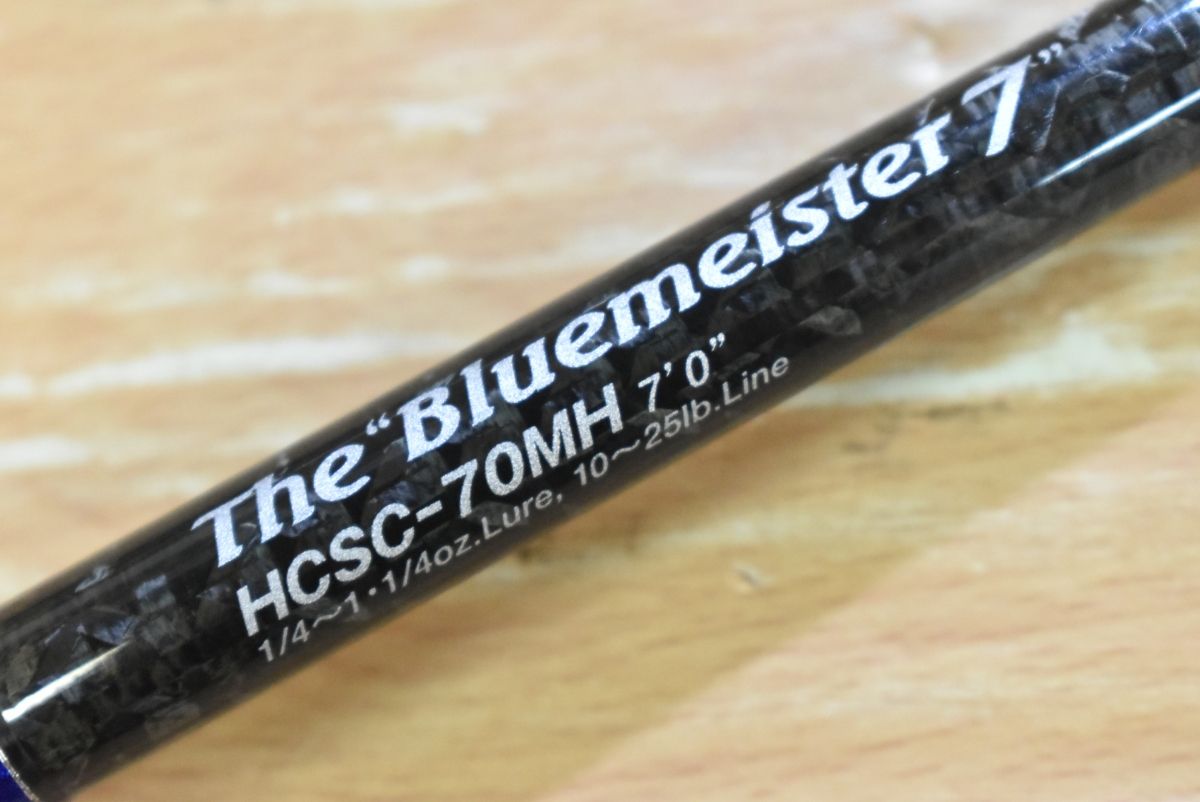 The “Bluemeister 7”
HCSC-70MH 7’0”
1/4～1･1/4oz.Lure, 10～25lb.Line